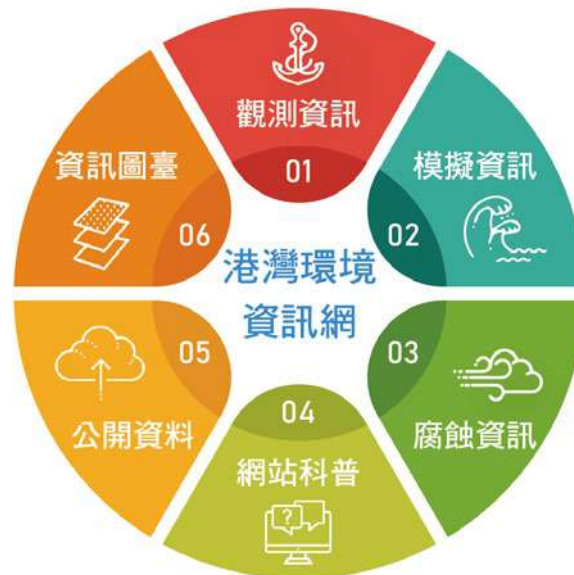 觀測資訊
01
模擬資訊
02
03
腐蝕資訊
04
網站科普
?
05
公開資料
資訊圖臺
06
港灣環境
資訊網